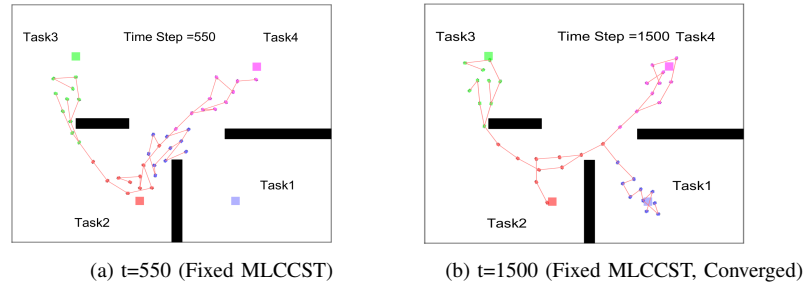 Task3 Time Step =550 Task4
Task1
Task2
(a) t=550 (Fixed MLCCST)
Task3 Time Step =1500 Task4
Task1
Task2
(b) t=1500 (Fixed MLCCST, Converged)